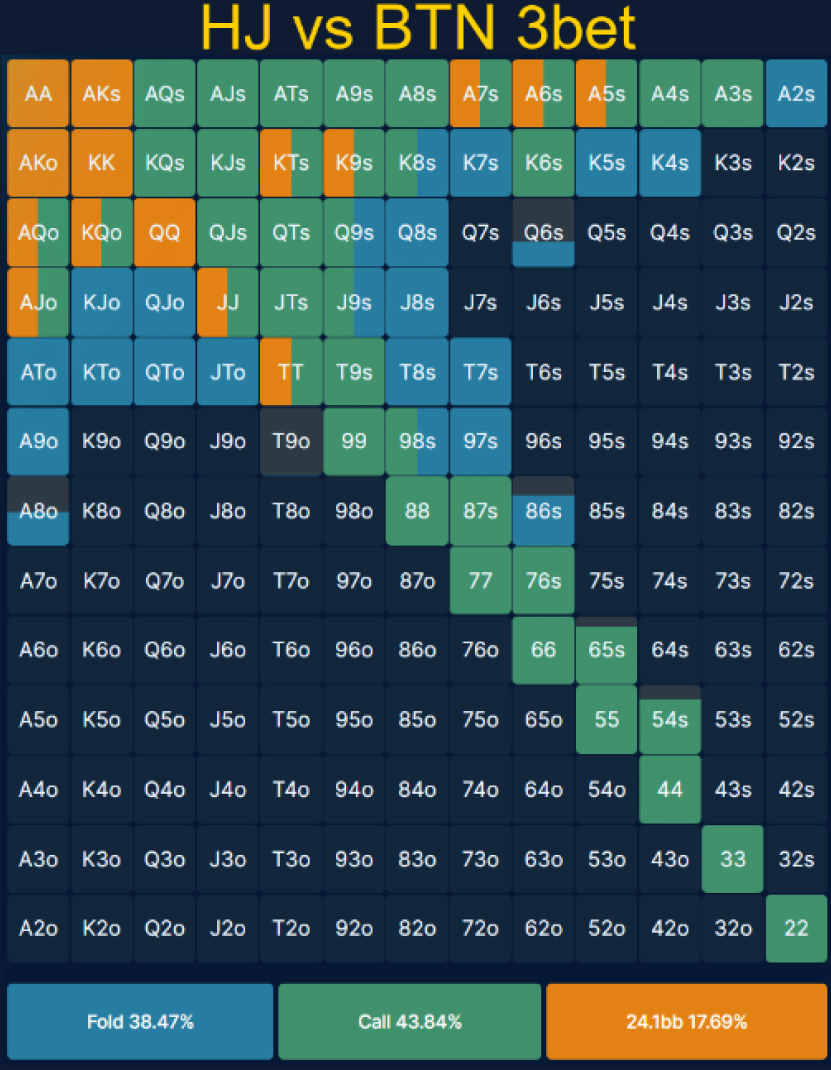 HJ vs BTN 3bet
AA AKs AQs AJs ATs A9s A8s A7s A6s A5s A4s A3s A2s
AKo KK KQs KJs KTs K9s K8s K7s K6s K5s K4s K3s K2s
AQo KQo QQ QJs QTs Q9s Q8s Q7s Q6s Q5s Q4s Q3s Q2s
AJo KJo QJo JJ JTs J9s J8s J7s J6s J5s J4s J3s J2s
ATo KTo QTo JTo TT T9s T8s T7s T6s T5s T4s T3s T2s
A9o K9o Q9o J9o T9o 99 98s 97s 96s 95s 94s 93s 92s
A8o K8o Q8o J8o T8o 98o 88 87s 86s 85s 84s 83s 82s
A7o K7o Q7o J7o T7o 97o 87o 77 76s 75s 74s 73s 72s
A6o K6o Q6o J6o T6o 96o 86o 76o 66 65s 64s 63s 62s
A5o K5o Q5o J5o T5o 95o 85o 75o 65o 55 54s 53s 52s
A4o K4o Q4o J4o T4o 94o 84o 74o 64o 54o 44 43s 42s
A3o K3o Q3o J3o T3o 93o 83o 73o 63o 53o 43o 33 32s
A2o K2o Q2o J2o T2o 92o 82o 72o 62o 52o 42o 32o 22
Fold 38.47% Call 43.84% 24.1bb 17.69%